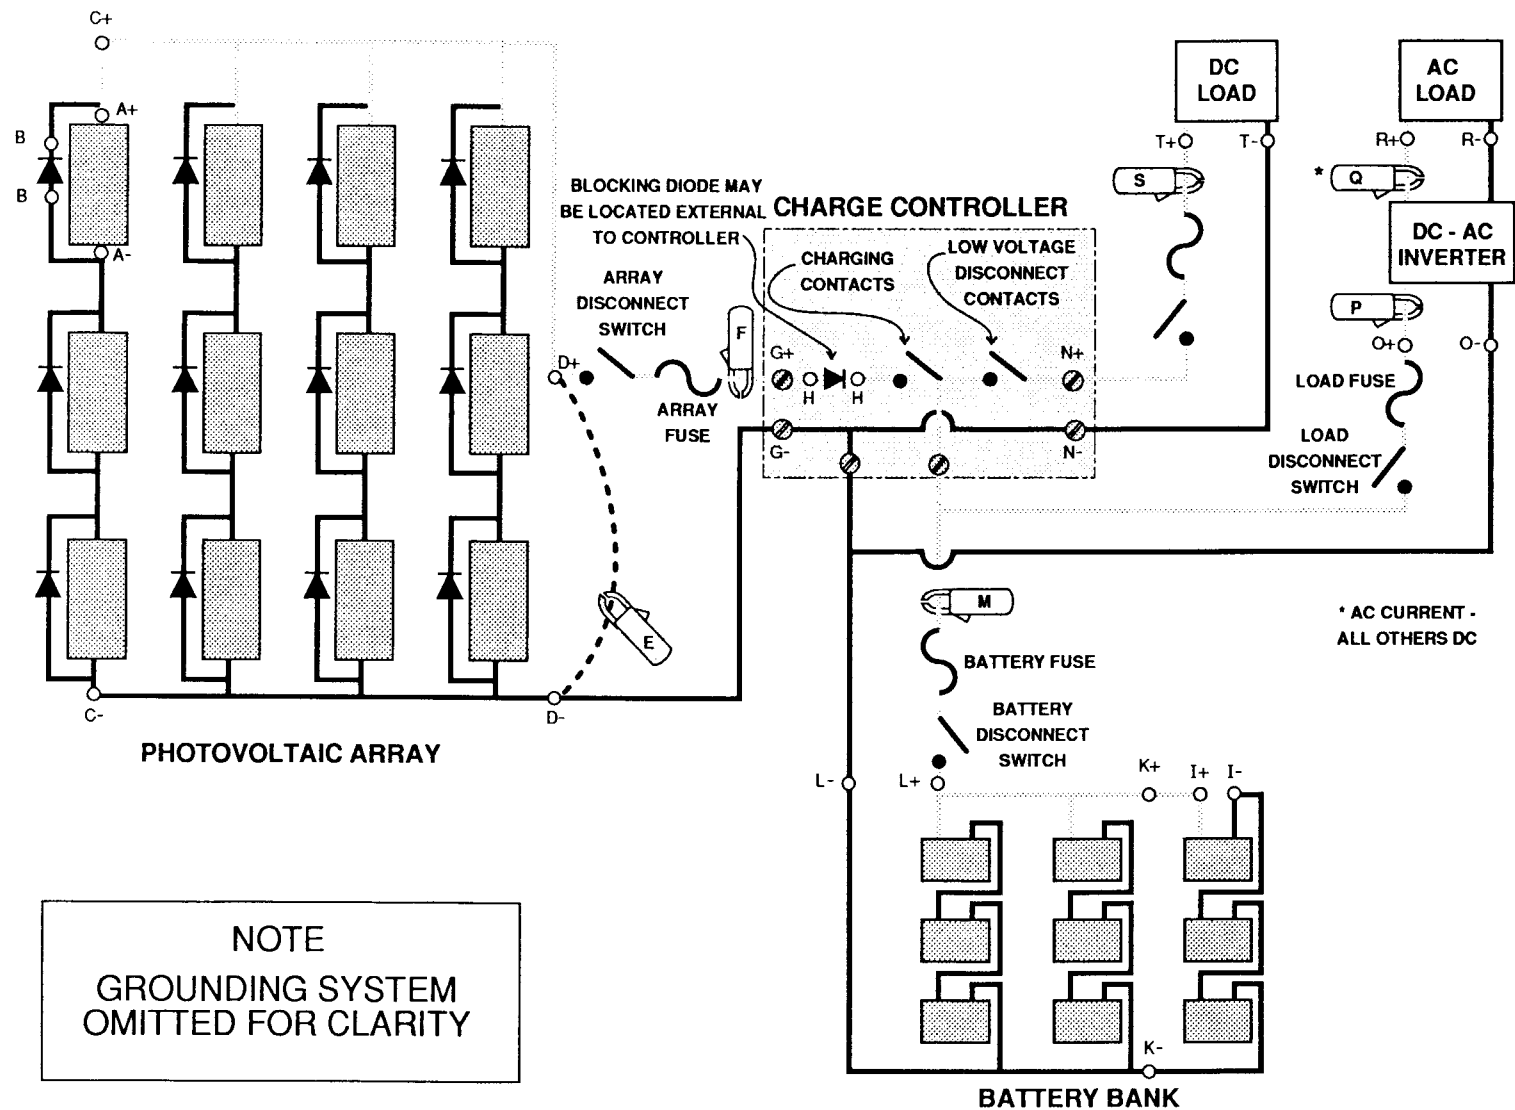 C+
A+
B
B
A-
C-
PHOTOVOLTAIC ARRAY
D+
D-
E
ARRAY
DISCONNECT
SWITCH
ARRAY
FUSE
F
BLOCKING DIODE MAY
BE LOCATED EXTERNAL
TO CONTROLLER
CHARGE CONTROLLER
CHARGING
CONTACTS
LOW VOLTAGE
DISCONNECT
CONTACTS
G+
H
H
G-
N+
N-
DC
LOAD
T+
T-
S
AC
LOAD
R+
R-
* Q
DC - AC
INVERTER
P
O+
O-
LOAD FUSE
LOAD
DISCONNECT
SWITCH
M
BATTERY FUSE
BATTERY
DISCONNECT
SWITCH
* AC CURRENT -
ALL OTHERS DC
L-
L+
K+
I+
I-
K-
BATTERY BANK
NOTE
GROUNDING SYSTEM
OMITTED FOR CLARITY